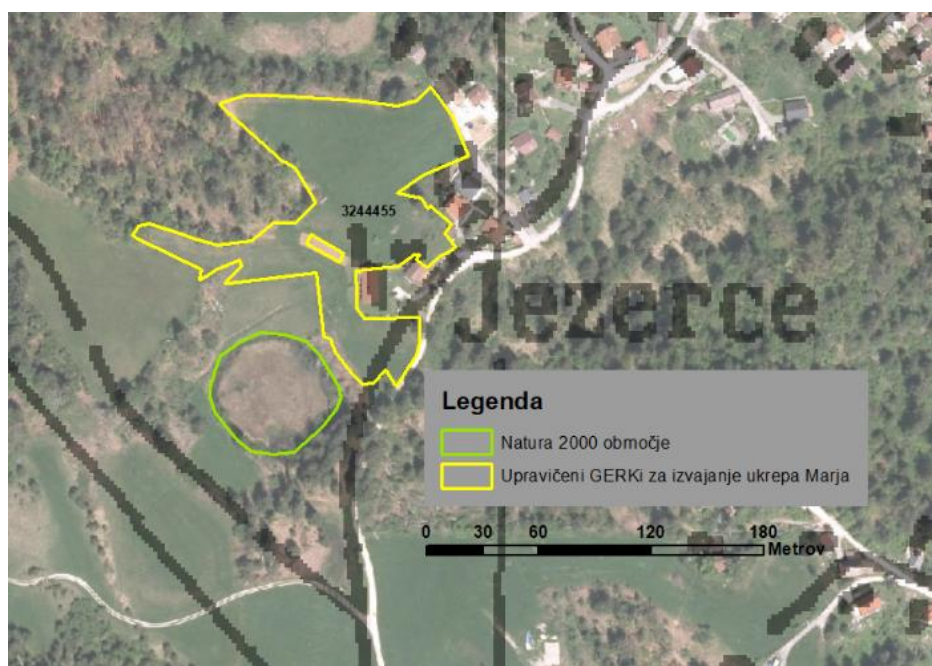 3244455
Jezerce
Legenda
Natura 2000 območje
Upravičeni GERKi za izvajanje ukrepa Marja
0 30 60 120 180
Metrov